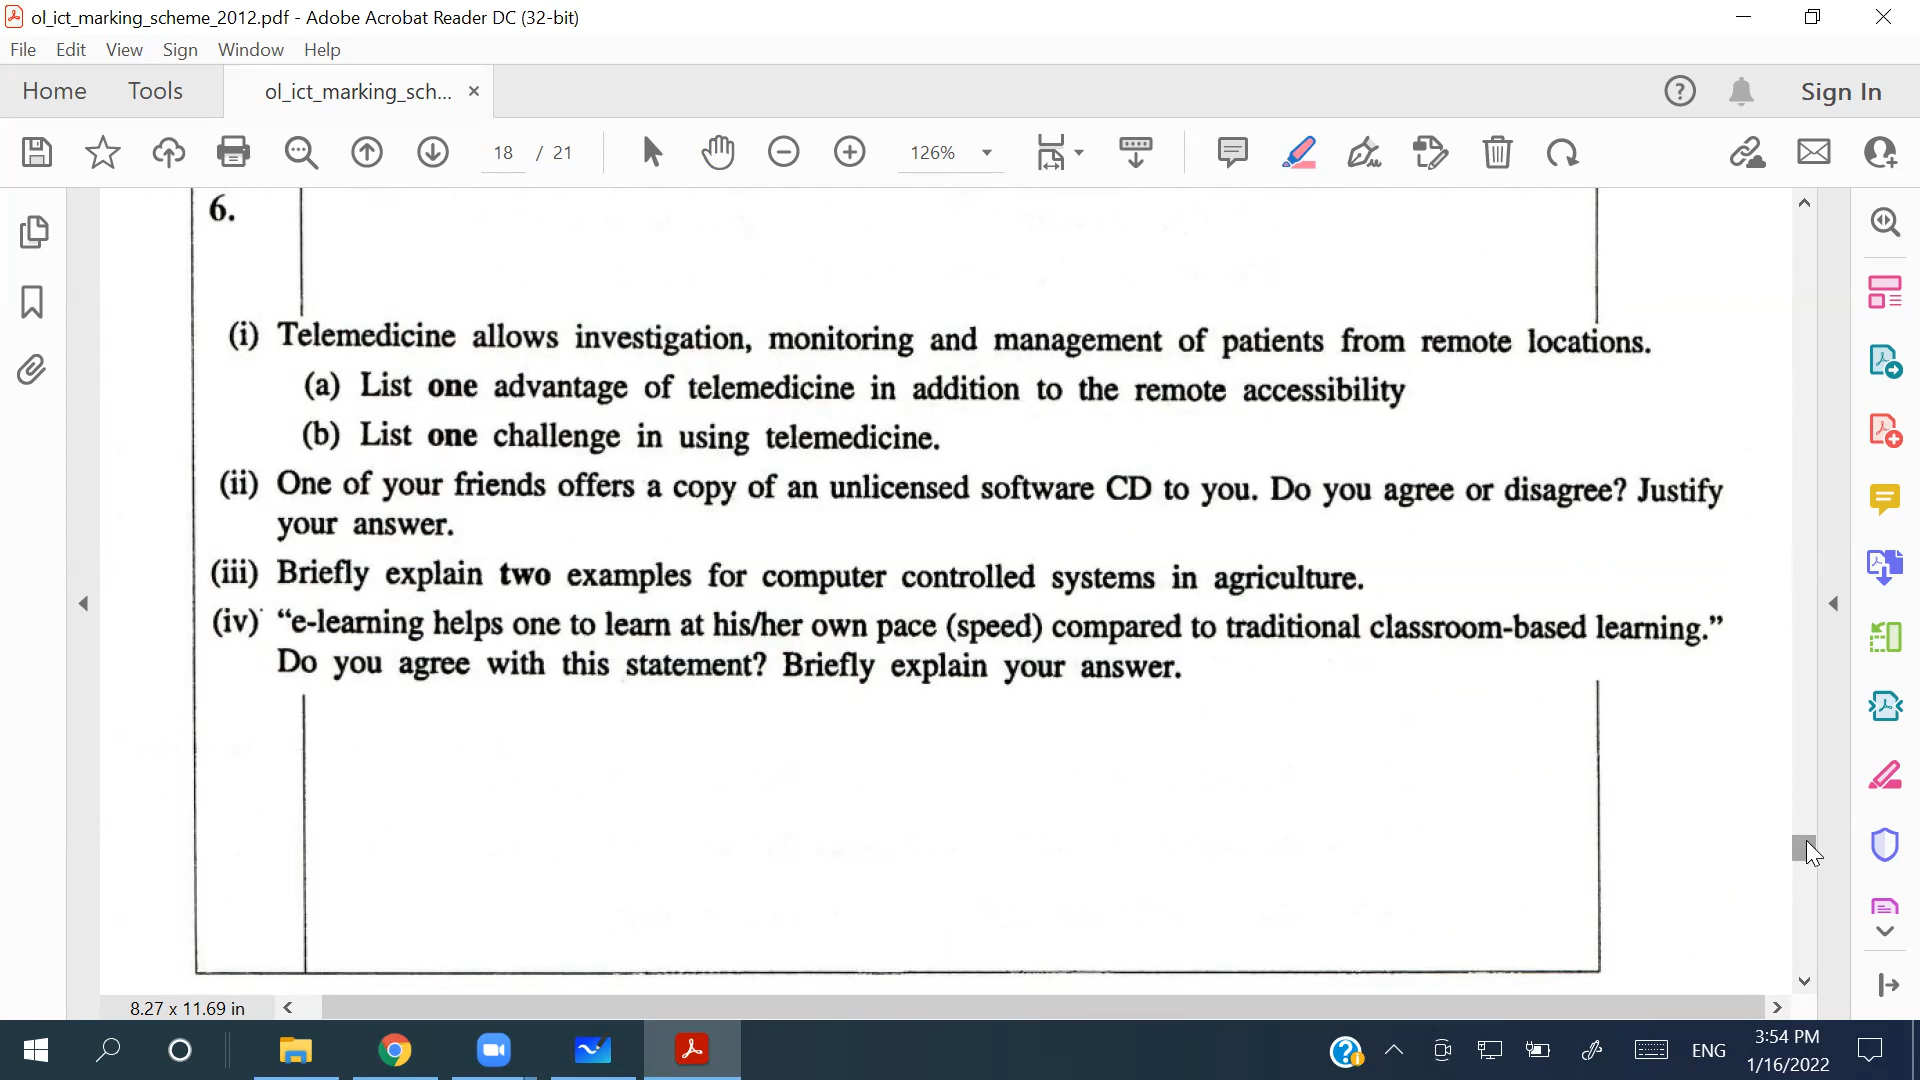 ol_ict_marking_scheme_2012.pdf - Adobe Acrobat Reader DC (32-bit)
File Edit View Sign Window Help
Home Tools ol_ict_marking_sch... × Sign In
18 / 21 126%
6.
(i) Telemedicine allows investigation, monitoring and management of patients from remote locations.
(a) List one advantage of telemedicine in addition to the remote accessibility
(b) List one challenge in using telemedicine.
(ii) One of your friends offers a copy of an unlicensed software CD to you. Do you agree or disagree? Justify
your answer.
(iii) Briefly explain two examples for computer controlled systems in agriculture.
(iv) “e-learning helps one to learn at his/her own pace (speed) compared to traditional classroom-based learning.”
Do you agree with this statement? Briefly explain your answer.
8.27 x 11.69 in
ENG
3:54 PM
1/16/2022